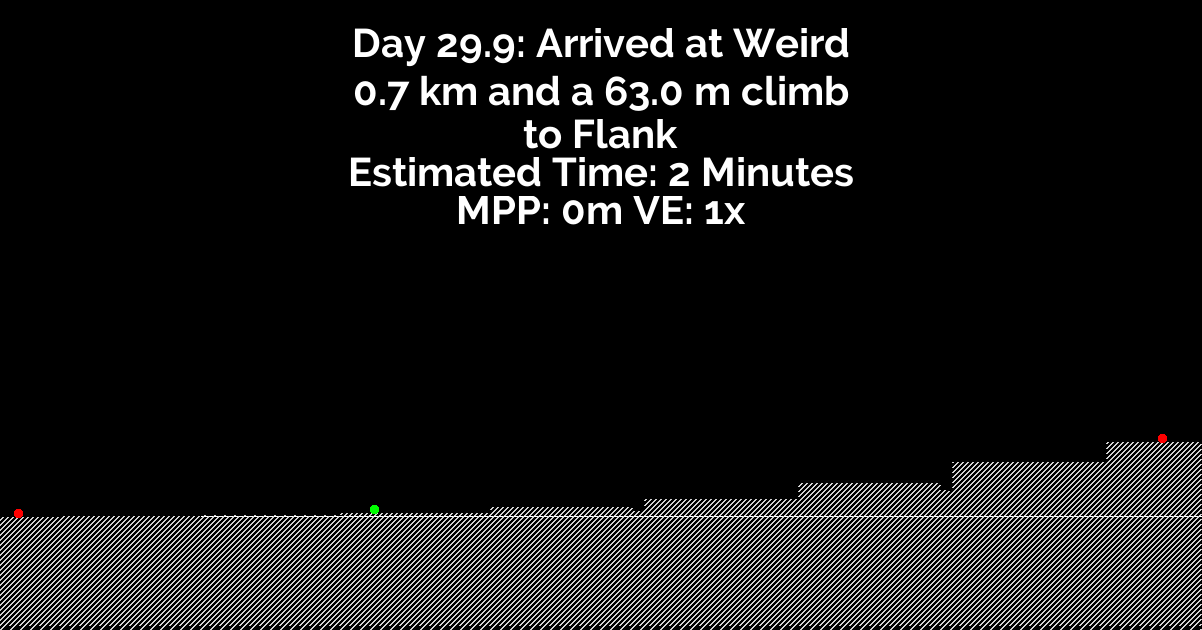 Day 29.9: Arrived at Weird
0.7 km and a 63.0 m climb
to Flank
Estimated Time: 2 Minutes
MPP: 0m VE: 1x